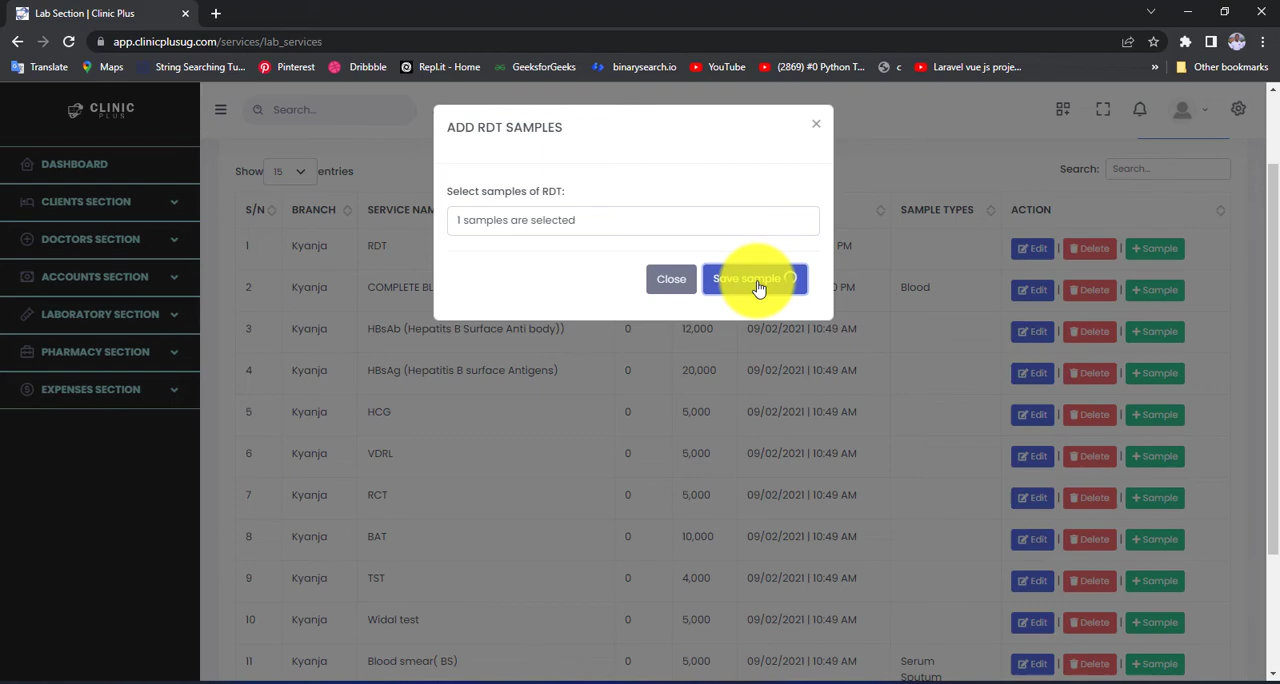 Lab Section | Clinic Plus
app.clinicplusug.com/services/lab_services
Translate Maps String Searching Tu... Pinterest Dribbble Repl.it - Home GeeksforGeeks binarysearch.io YouTube (2869) #0 Python T... c Laravel vue js proje... » Other bookmarks
CLINIC
PLUS
Search...
DASHBOARD
CLIENTS SECTION
DOCTORS SECTION
ACCOUNTS SECTION
LABORATORY SECTION
PHARMACY SECTION
EXPENSES SECTION
ADD RDT SAMPLES
Select samples of RDT:
1 samples are selected
Close Save sample
Show 15 entries
Search: Search...
S/N BRANCH SERVICE NAM SAMPLE TYPES ACTION
1 Kyanja RDT PM Edit | Delete | + Sample
2 Kyanja COMPLETE BL 0 PM Blood Edit | Delete | + Sample
3 Kyanja HBsAb (Hepatitis B Surface Anti body)) 0 12,000 09/02/2021 | 10:49 AM Edit | Delete | + Sample
4 Kyanja HBsAg (Hepatitis B surface Antigens) 0 20,000 09/02/2021 | 10:49 AM Edit | Delete | + Sample
5 Kyanja HCG 0 5,000 09/02/2021 | 10:49 AM Edit | Delete | + Sample
6 Kyanja VDRL 0 5,000 09/02/2021 | 10:49 AM Edit | Delete | + Sample
7 Kyanja RCT 0 5,000 09/02/2021 | 10:49 AM Edit | Delete | + Sample
8 Kyanja BAT 0 10,000 09/02/2021 | 10:49 AM Edit | Delete | + Sample
9 Kyanja TST 0 4,000 09/02/2021 | 10:49 AM Edit | Delete | + Sample
10 Kyanja Widal test 0 5,000 09/02/2021 | 10:49 AM Edit | Delete | + Sample
11 Kyanja Blood smear( BS) 0 5,000 09/02/2021 | 10:49 AM Serum Edit | Delete | + Sample
Sputum